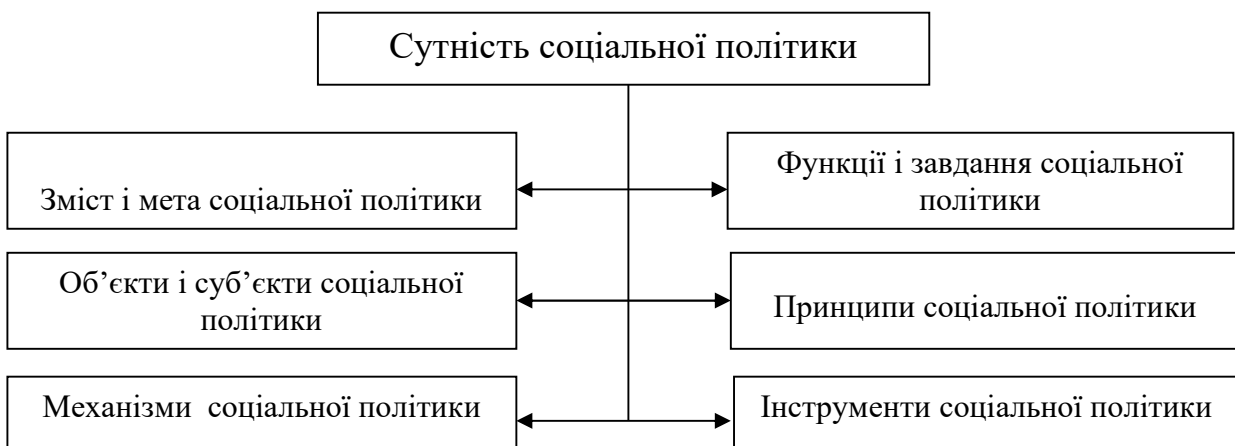 Сутність соціальної політики
Зміст і мета соціальної політики
Функції і завдання соціальної
політики
Об’єкти і суб’єкти соціальної
політики
Принципи соціальної політики
Механізми соціальної політики
Інструменти соціальної політики